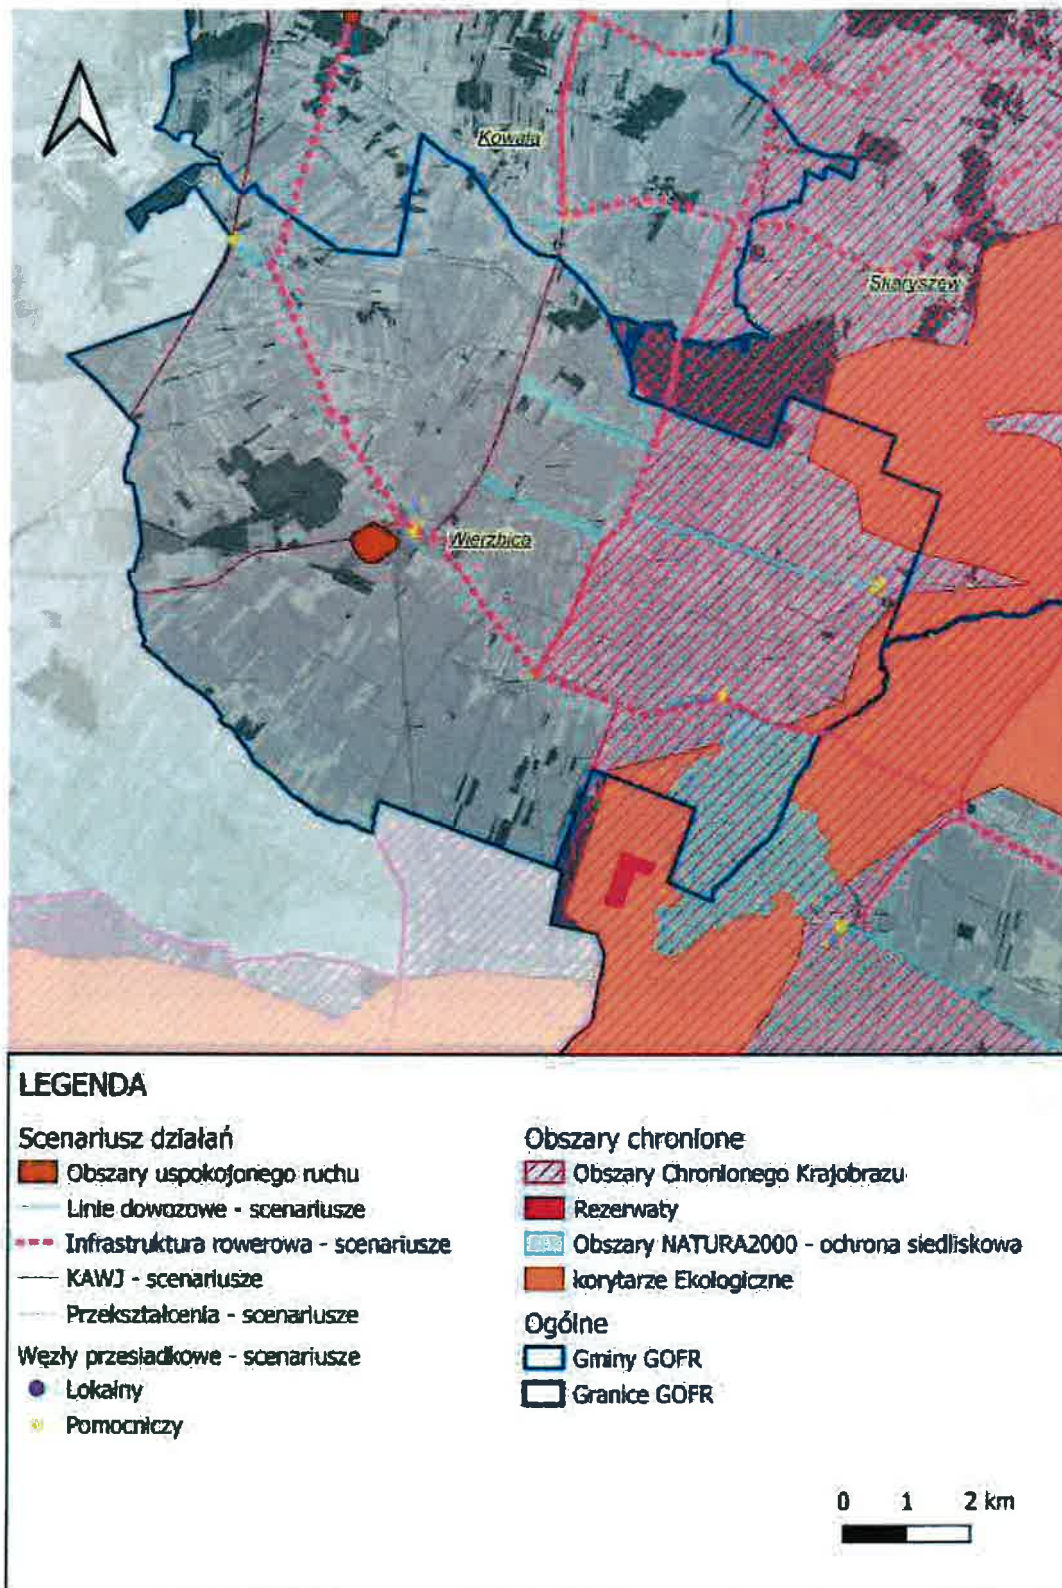 Kowala
Skaryszew
Wierzbica
LEGENDA
Scenariusz działań
Obszary uspokojonego ruchu
Linie dowozowe - scenariusze
Infrastruktura rowerowa - scenariusze
KAWJ - scenariusze
Przekształcenia - scenariusze
Węzły przesiadkowe - scenariusze
Lokalny
Pomocniczy
Obszary chronione
Obszary Chronionego Krajobrazu
Rezerwaty
Obszary NATURA2000 - ochrona siedliskowa
korytarze Ekologiczne
Ogólne
Gminy GOFR
Granice GOFR
0 1 2 km